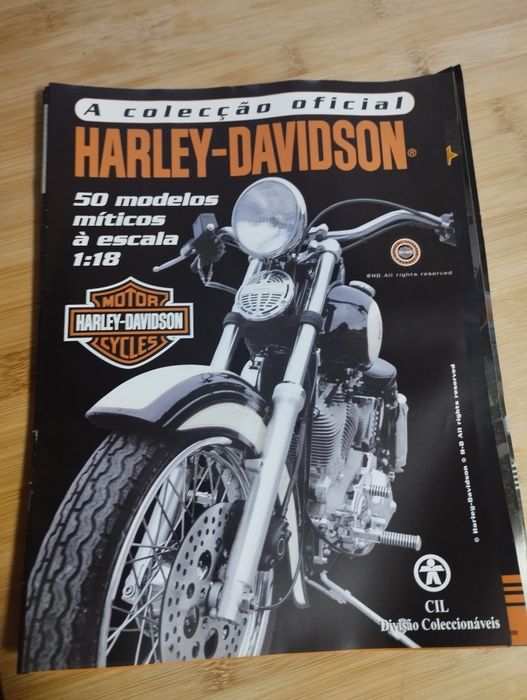 A colecção oficial
HARLEY-DAVIDSON®
50 modelos
míticos
à escala
1:18
©HD.All rights reserved
MOTOR
HARLEY-DAVIDSON
CYCLES
© Harley-Davidson © H-D All rights reserved
CIL
Divisão Coleccionáveis